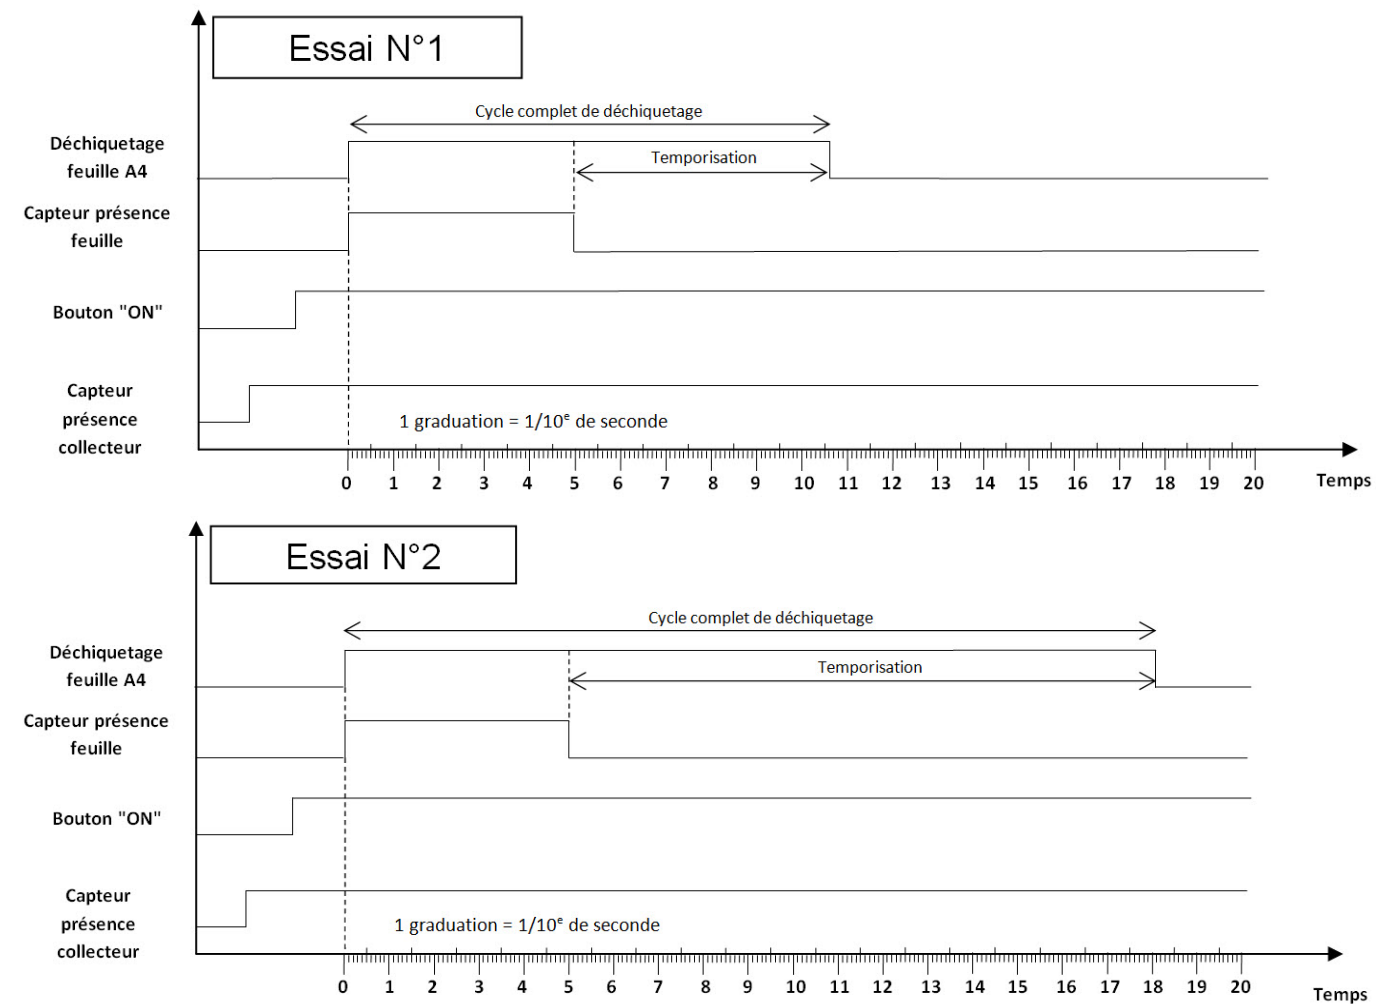 Essai N°1
Cycle complet de déchiquetage
Déchiquetage
feuille A4
Temporisation
Capteur présence
feuille
Bouton "ON"
Capteur
présence
collecteur
1 graduation = 1/10e de seconde
0 1 2 3 4 5 6 7 8 9 10 11 12 13 14 15 16 17 18 19 20 Temps
Essai N°2
Cycle complet de déchiquetage
Déchiquetage
feuille A4
Temporisation
Capteur présence
feuille
Bouton "ON"
Capteur
présence
collecteur
1 graduation = 1/10e de seconde
0 1 2 3 4 5 6 7 8 9 10 11 12 13 14 15 16 17 18 19 20 Temps